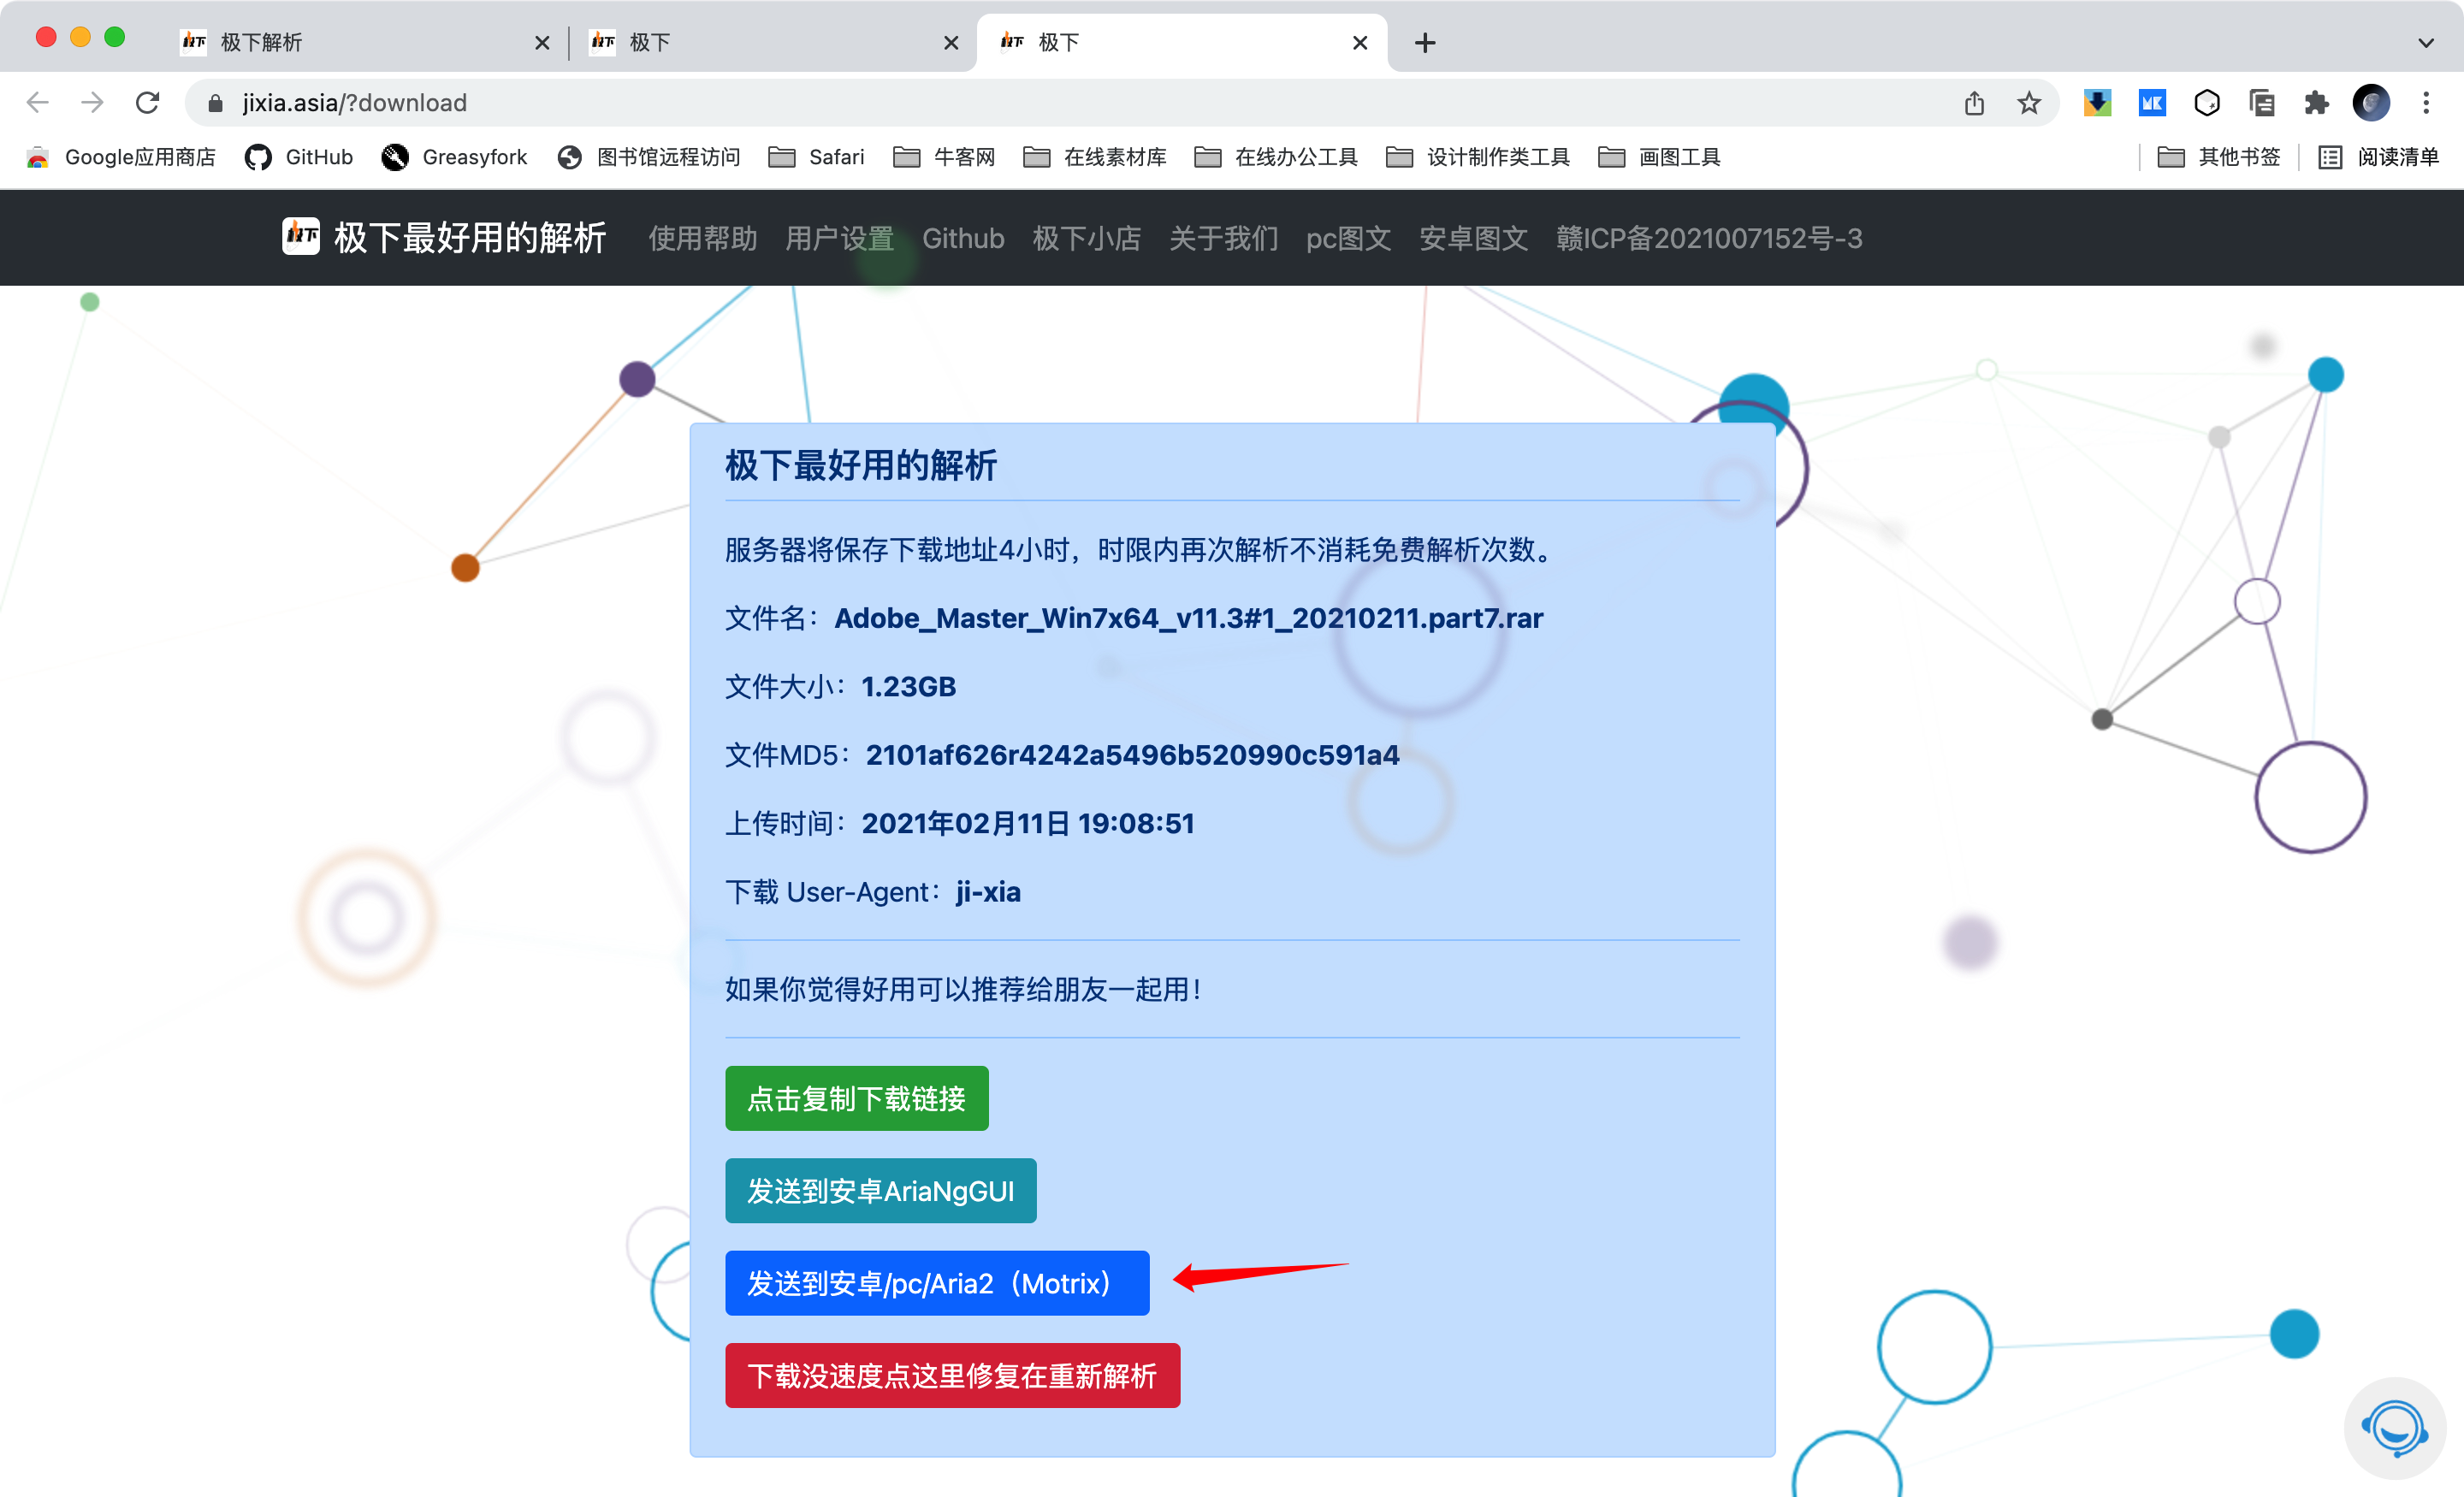 极下解析
极下
极下
jixia.asia/?download
Google应用商店 GitHub Greasyfork 图书馆远程访问 Safari 牛客网 在线素材库 在线办公工具 设计制作类工具 画图工具 其他书签 阅读清单
极下 极下最好用的解析 使用帮助 用户设置 Github 极下小店 关于我们 pc图文 安卓图文 赣ICP备2021007152号-3
极下最好用的解析
服务器将保存下载地址4小时，时限内再次解析不消耗免费解析次数。
文件名：Adobe_Master_Win7x64_v11.3#1_20210211.part7.rar
文件大小：1.23GB
文件MD5：2101af626r4242a5496b520990c591a4
上传时间：2021年02月11日 19:08:51
下载 User-Agent：ji-xia
如果你觉得好用可以推荐给朋友一起用！
点击复制下载链接
发送到安卓AriaNgGUI
发送到安卓/pc/Aria2（Motrix）
下载没速度点这里修复在重新解析